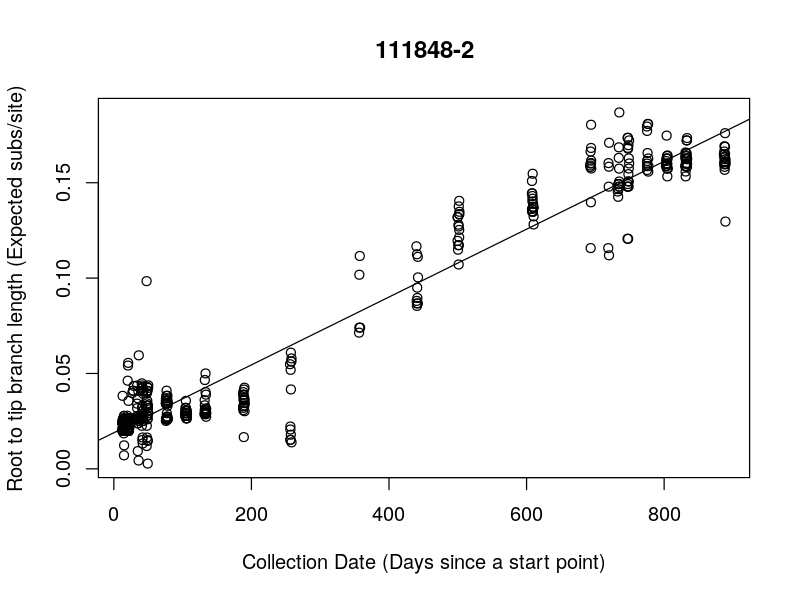 111848-2
Root to tip branch length (Expected subs/site)
0.15
0.10
0.05
0.00
0 200 400 600 800
Collection Date (Days since a start point)